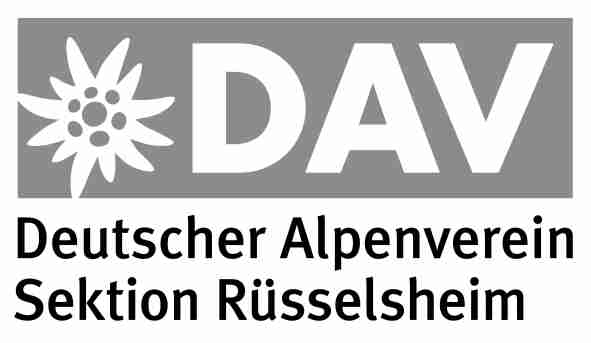 DAV
Deutscher Alpenverein
Sektion Rüsselsheim